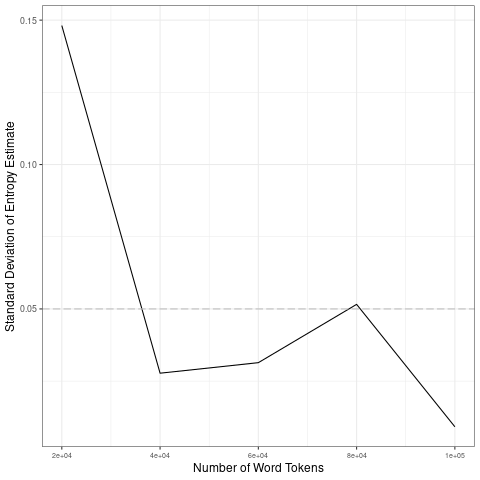 Standard Deviation of Entropy Estimate
0.15
0.10
0.05
2e+04 4e+04 6e+04 8e+04 1e+05
Number of Word Tokens